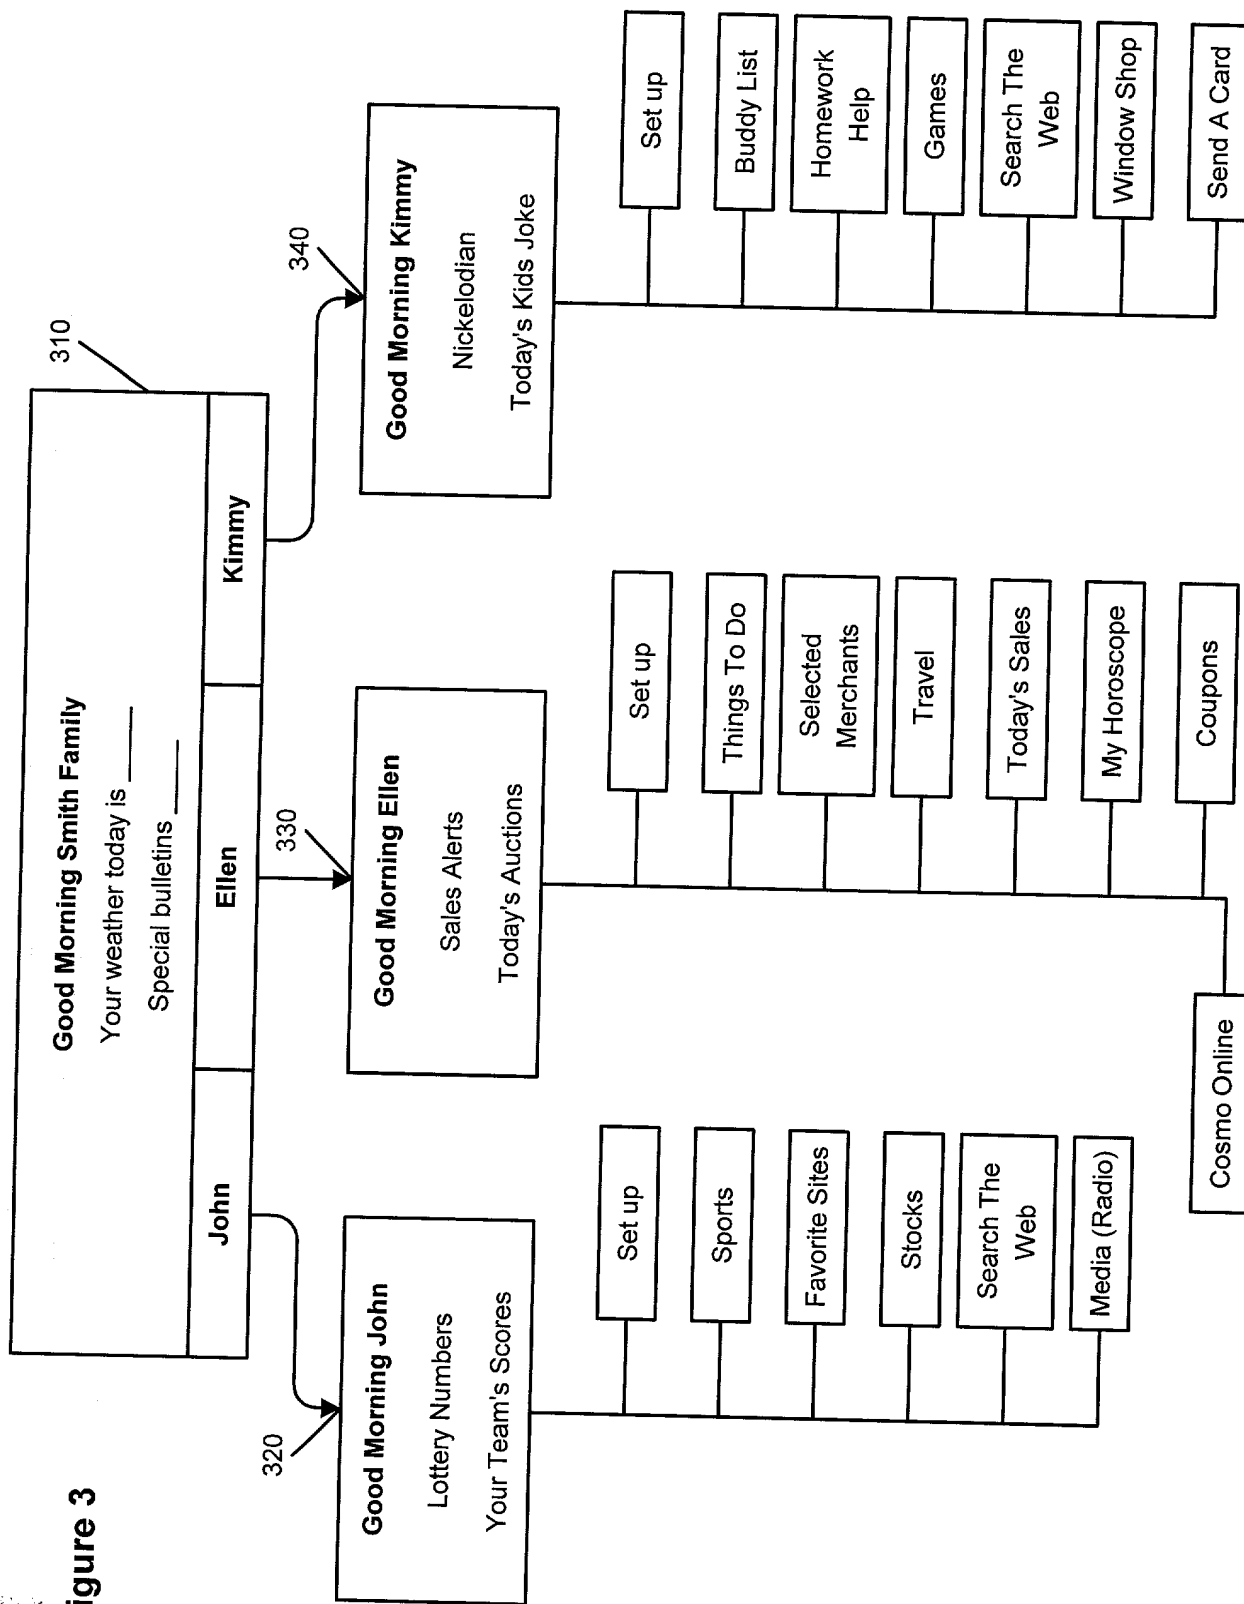 igure 3
310
Good Morning Smith Family
Your weather today is ____
Special bulletins ____
John
Ellen
Kimmy
320
Good Morning John
Lottery Numbers
Your Team's Scores
Set up
Sports
Favorite Sites
Stocks
Search The
Web
Media (Radio)
330
Good Morning Ellen
Sales Alerts
Today's Auctions
Set up
Things To Do
Selected
Merchants
Travel
Today's Sales
My Horoscope
Coupons
Cosmo Online
340
Good Morning Kimmy
Nickelodian
Today's Kids Joke
Set up
Buddy List
Homework
Help
Games
Search The
Web
Window Shop
Send A Card